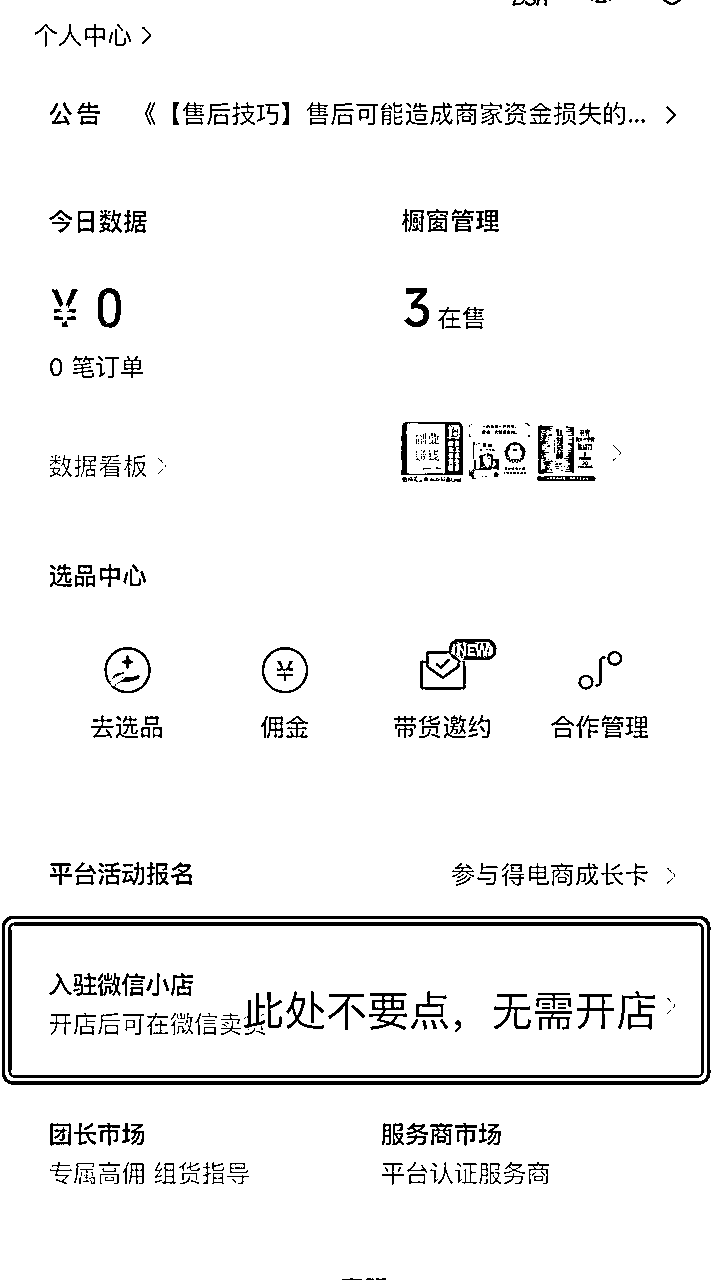 个人中心
公告 《【售后技巧】售后可能造成商家资金损失的...
今日数据
橱窗管理
¥ 0
3 在售
0 笔订单
数据看板
选品中心
NEW
去选品
佣金
带货邀约
合作管理
平台活动报名
参与得电商成长卡
入驻微信小店
开店后可在微信卖货
此处不要点，无需开店
团长市场
服务商市场
专属高佣 组货指导
平台认证服务商